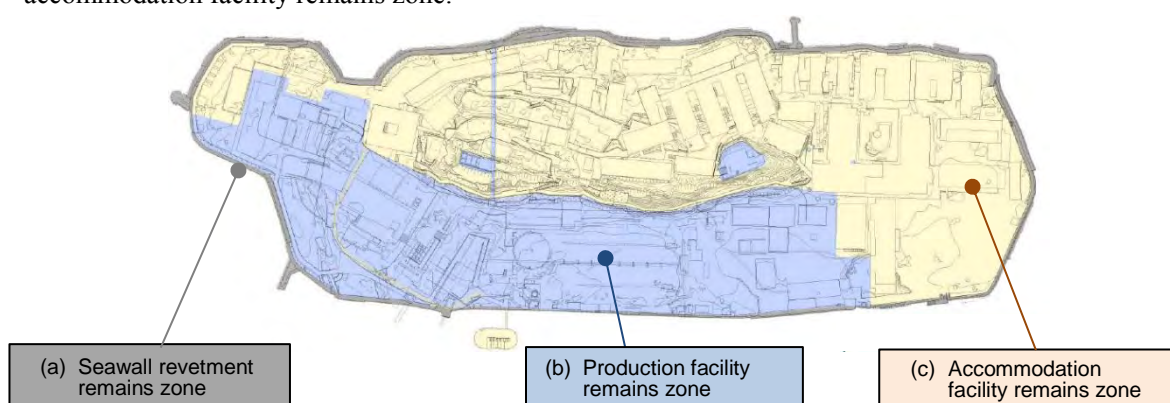 accommodation facility remains zone.
(a) Seawall revetment
remains zone
(b) Production facility
remains zone
(c) Accommodation
facility remains zone